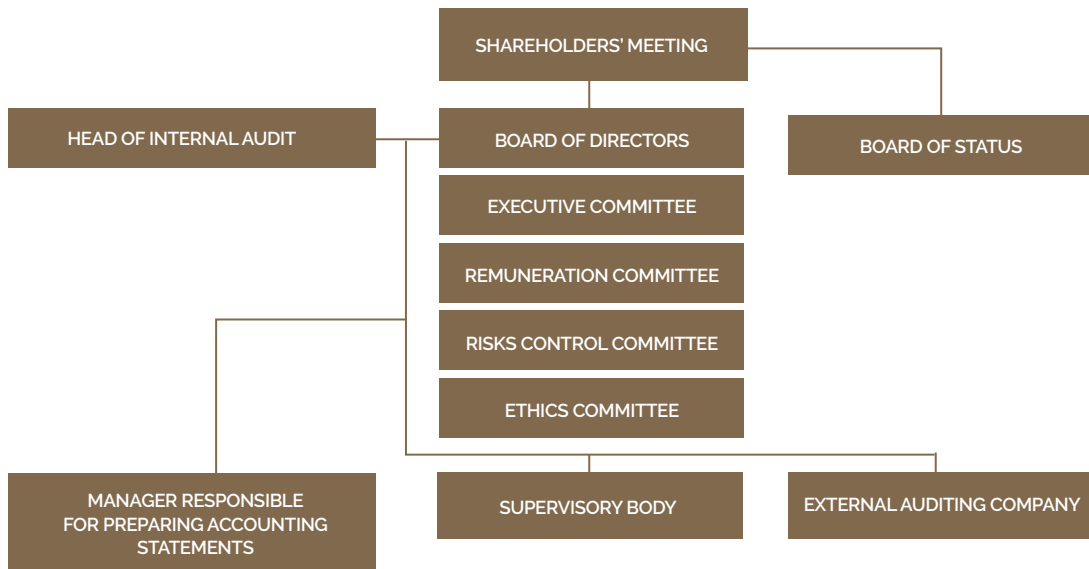 SHAREHOLDERS’ MEETING
HEAD OF INTERNAL AUDIT
BOARD OF DIRECTORS
BOARD OF STATUS
EXECUTIVE COMMITTEE
REMUNERATION COMMITTEE
RISKS CONTROL COMMITTEE
ETHICS COMMITTEE
MANAGER RESPONSIBLE
FOR PREPARING ACCOUNTING
STATEMENTS
SUPERVISORY BODY
EXTERNAL AUDITING COMPANY